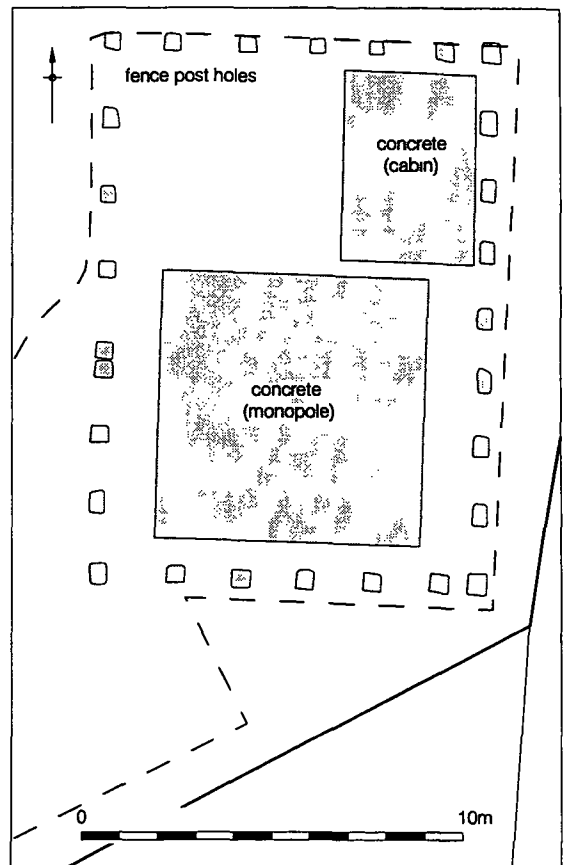 fence post holes
concrete
(cabin)
concrete
(monopole)
0 10m